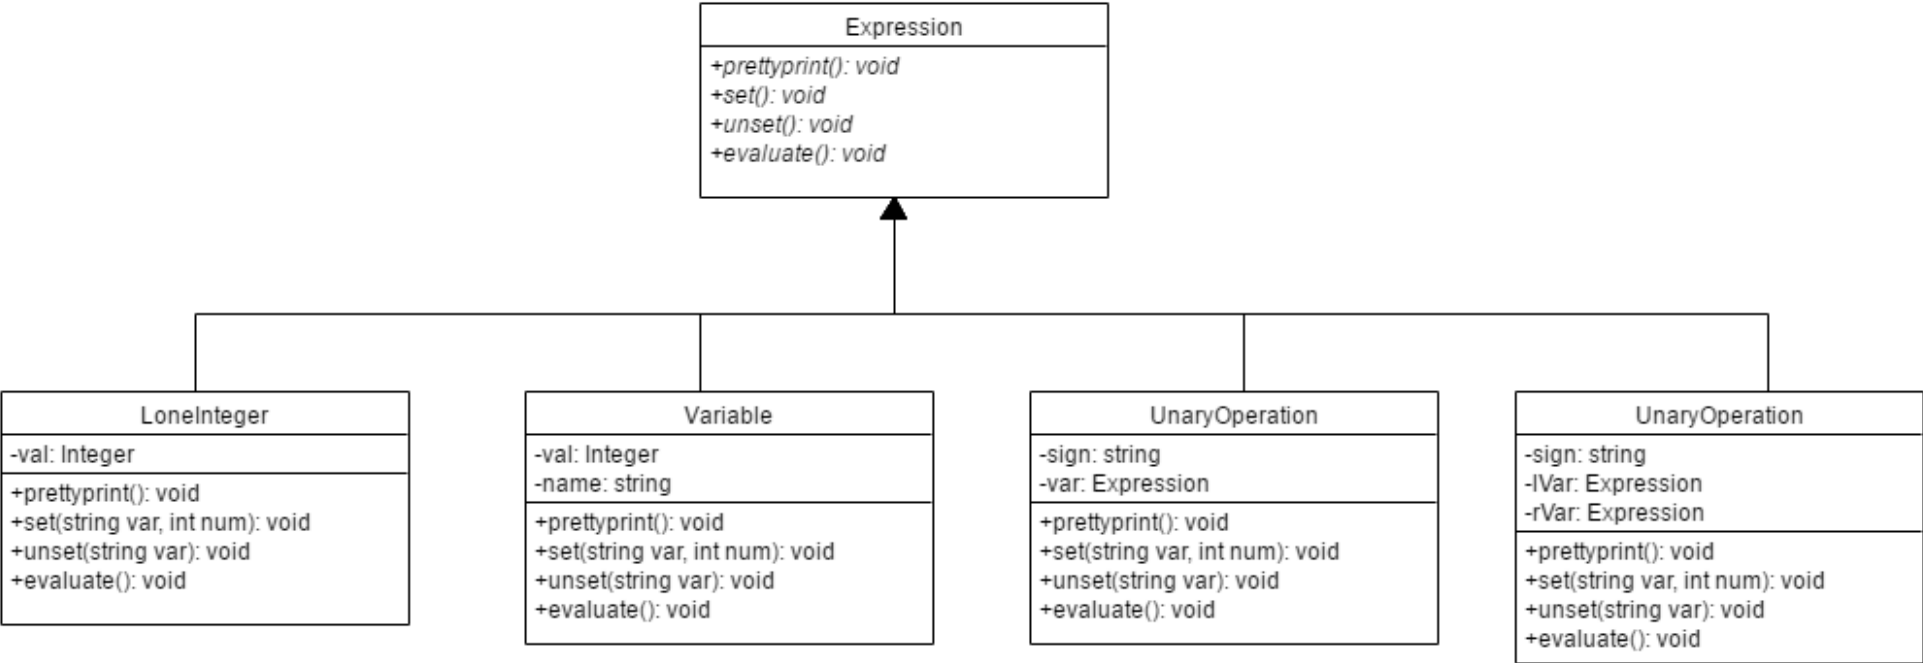 Expression
+prettyprint(): void
+set(): void
+unset(): void
+evaluate(): void
LoneInteger
-val: Integer
+prettyprint(): void
+set(string var, int num): void
+unset(string var): void
+evaluate(): void
Variable
-val: Integer
-name: string
+prettyprint(): void
+set(string var, int num): void
+unset(string var): void
+evaluate(): void
UnaryOperation
-sign: string
-var: Expression
+prettyprint(): void
+set(string var, int num): void
+unset(string var): void
+evaluate(): void
UnaryOperation
-sign: string
-lVar: Expression
-rVar: Expression
+prettyprint(): void
+set(string var, int num): void
+unset(string var): void
+evaluate(): void